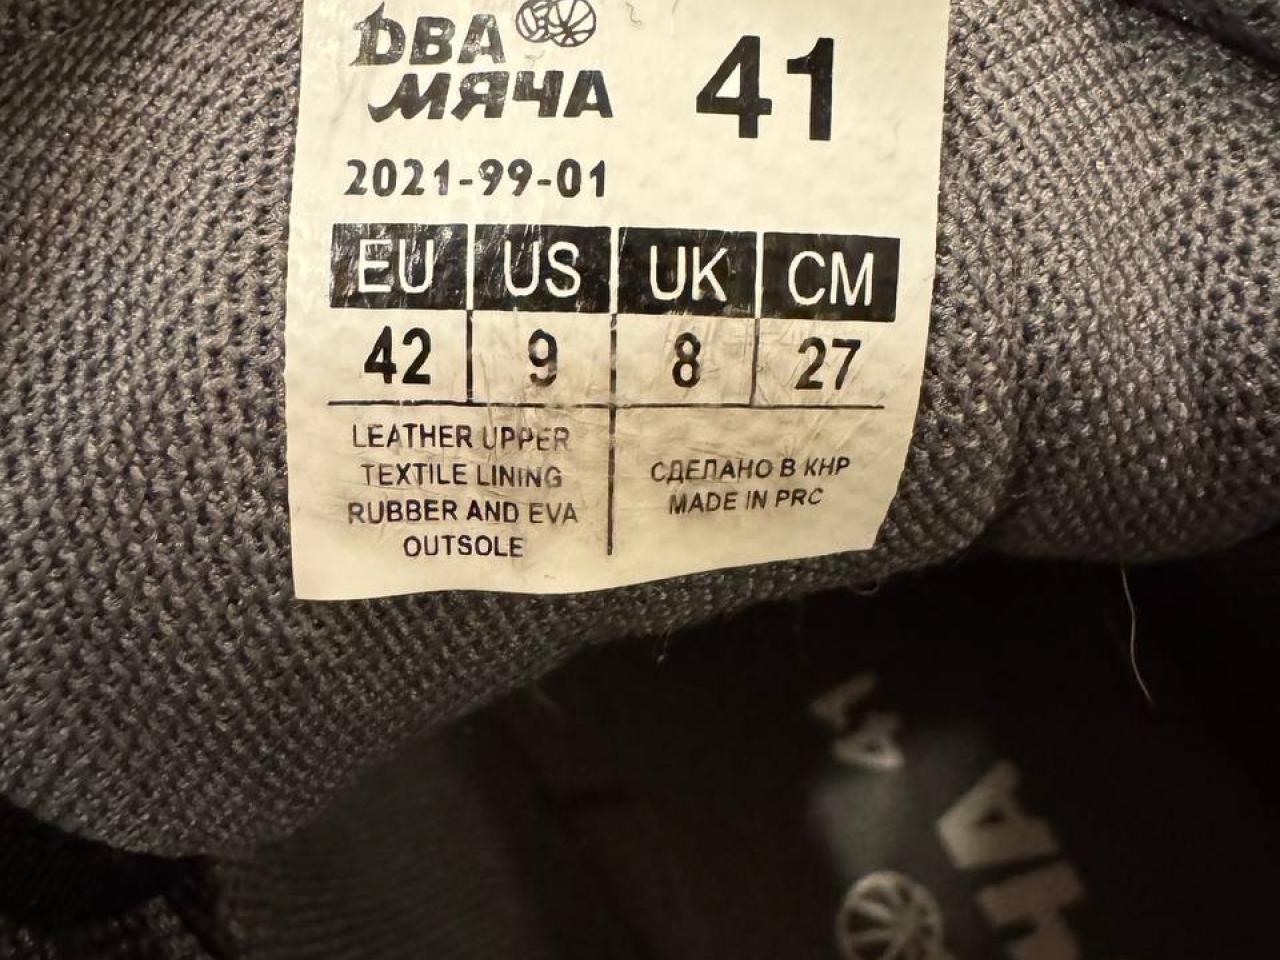 ДВА
МЯЧА
41
2021-99-01
EU US UK CM
42 9 8 27
LEATHER UPPER
TEXTILE LINING
RUBBER AND EVA
OUTSOLE
СДЕЛАНО В КНР
MADE IN PRC